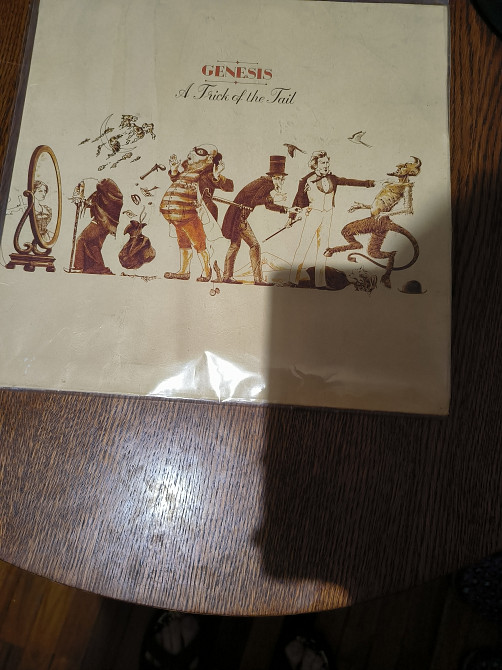 GENESIS
A Trick of the Tail